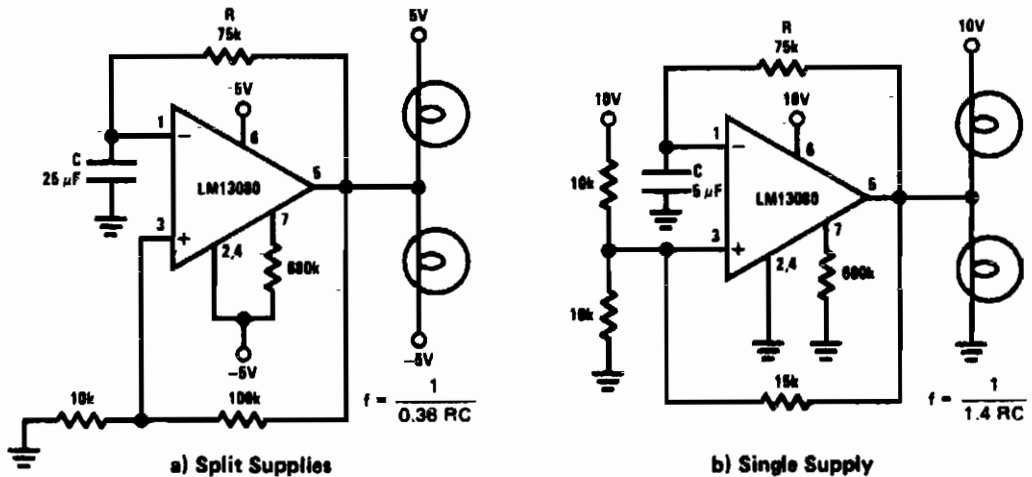 R
75k
5V
5V
6
1
−
C
25 µF
LM13080
5
3
+
7
2,4
680k
−5V
−5V
10k
100k
f = 1
0.36 RC
a) Split Supplies
R
75k
10V
10V
10V
6
1
−
10k
C
5 µF
LM13080
5
3
+
7
2,4
680k
10k
15k
f = 1
1.4 RC
b) Single Supply